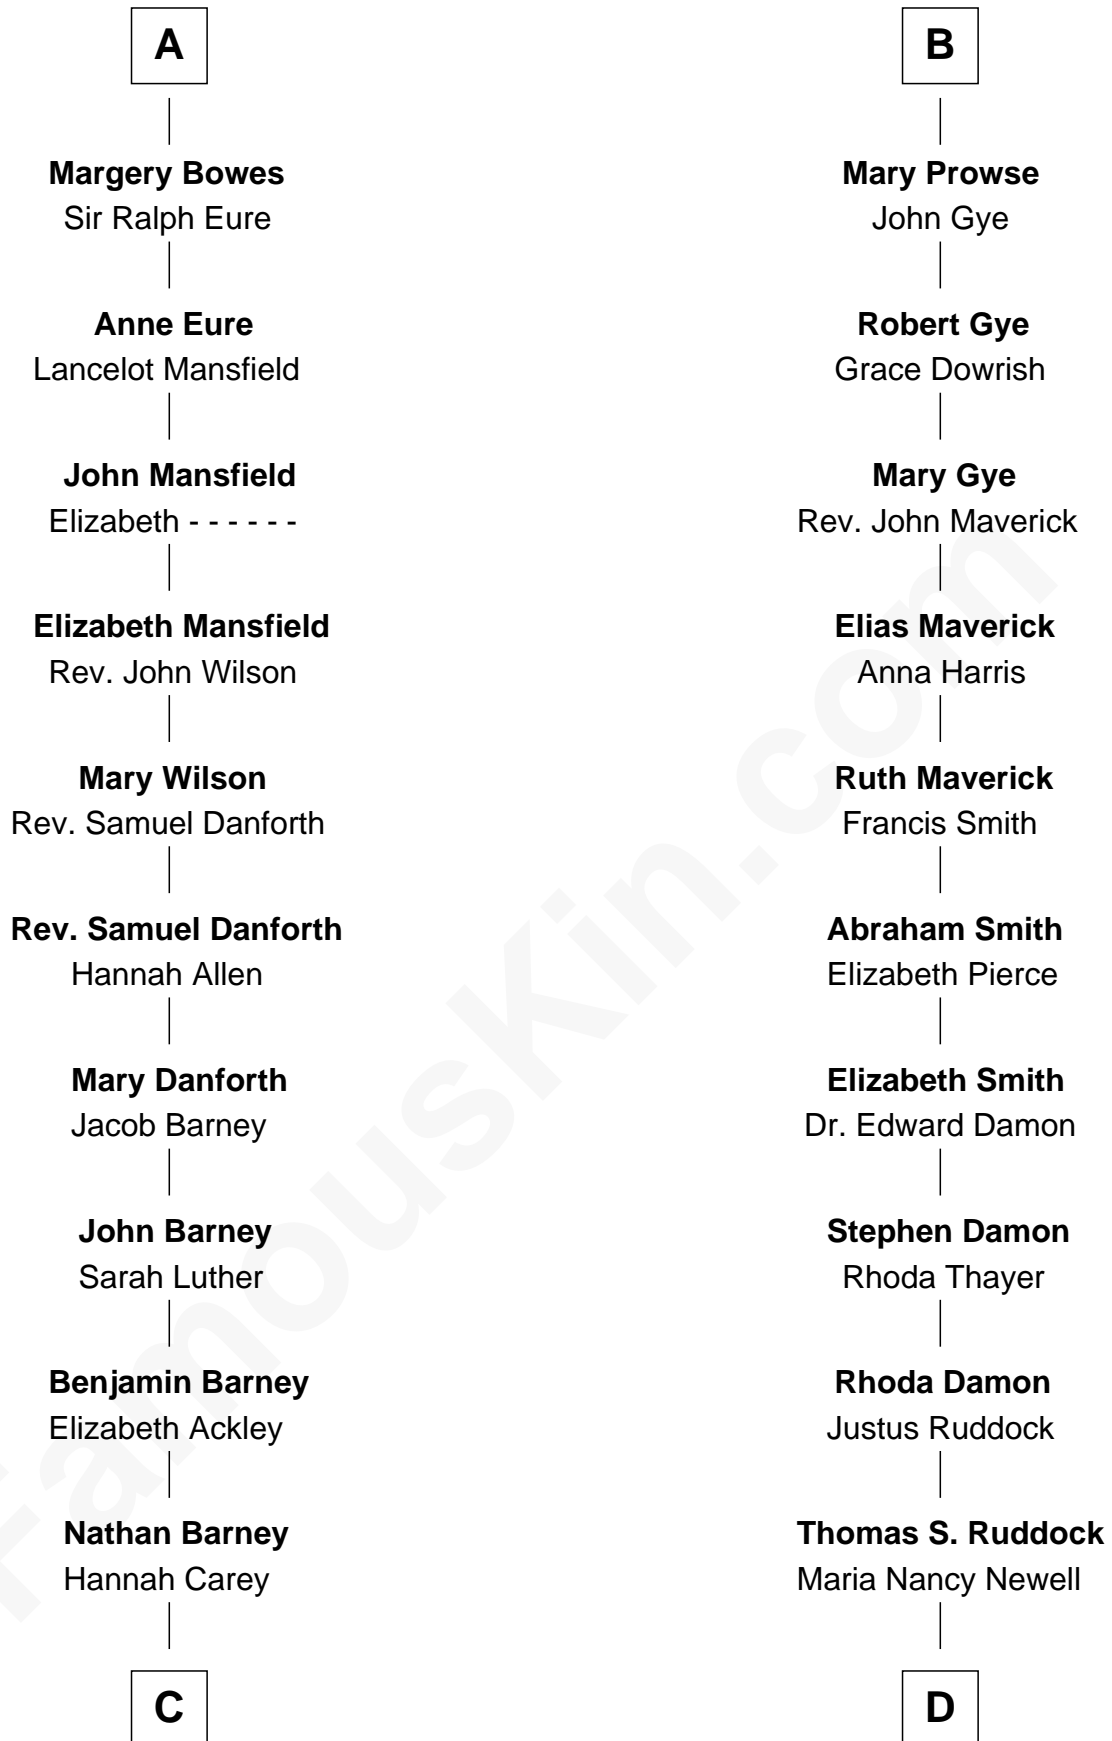 A
Margery Bowes
Sir Ralph Eure
Anne Eure
Lancelot Mansfield
John Mansfield
Elizabeth - - - - - -
Elizabeth Mansfield
Rev. John Wilson
Mary Wilson
Rev. Samuel Danforth
Rev. Samuel Danforth
Hannah Allen
Mary Danforth
Jacob Barney
John Barney
Sarah Luther
Benjamin Barney
Elizabeth Ackley
Nathan Barney
Hannah Carey
C
B
Mary Prowse
John Gye
Robert Gye
Grace Dowrish
Mary Gye
Rev. John Maverick
Elias Maverick
Anna Harris
Ruth Maverick
Francis Smith
Abraham Smith
Elizabeth Pierce
Elizabeth Smith
Dr. Edward Damon
Stephen Damon
Rhoda Thayer
Rhoda Damon
Justus Ruddock
Thomas S. Ruddock
Maria Nancy Newell
D
FamousKin.com